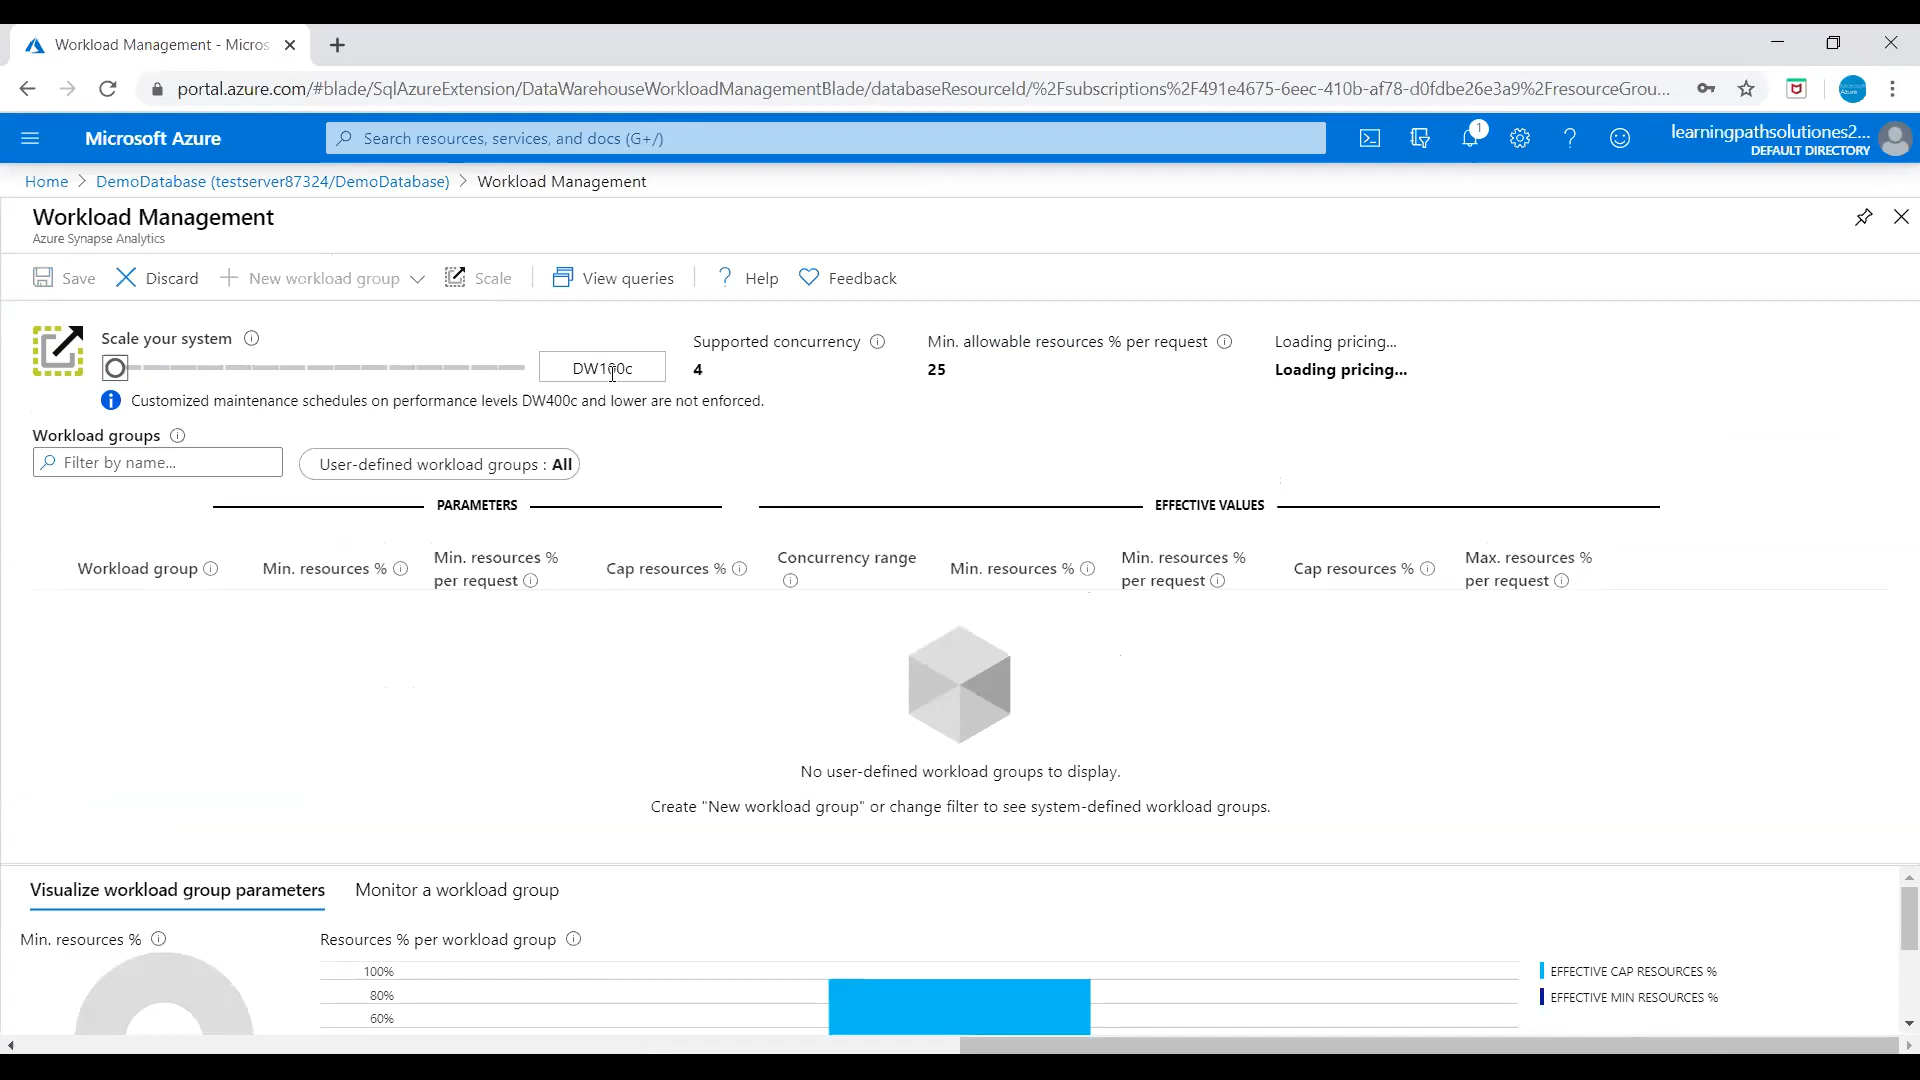 Workload Management - Micros
portal.azure.com/#blade/SqlAzureExtension/DataWarehouseWorkloadManagementBlade/databaseResourceId/%2Fsubscriptions%2F491e4675-6eec-410b-af78-d0fdbe26e3a9%2FresourceGrou...
Microsoft Azure
Search resources, services, and docs (G+/)
1
learningpathsolutiones2...
DEFAULT DIRECTORY
Home > DemoDatabase (testserver87324/DemoDatabase) > Workload Management
Workload Management
Azure Synapse Analytics
Save Discard New workload group Scale View queries Help Feedback
Scale your system
DW100c
Supported concurrency
4
Min. allowable resources % per request
25
Loading pricing...
Loading pricing...
Customized maintenance schedules on performance levels DW400c and lower are not enforced.
Workload groups
Filter by name...
User-defined workload groups : All
PARAMETERS EFFECTIVE VALUES
Workload group
Min. resources %
Min. resources %
per request
Cap resources %
Concurrency range
Min. resources %
Min. resources %
per request
Cap resources %
Max. resources %
per request
No user-defined workload groups to display.
Create "New workload group" or change filter to see system-defined workload groups.
Visualize workload group parameters Monitor a workload group
Min. resources %
Resources % per workload group
100%
80%
60%
EFFECTIVE CAP RESOURCES %
EFFECTIVE MIN RESOURCES %